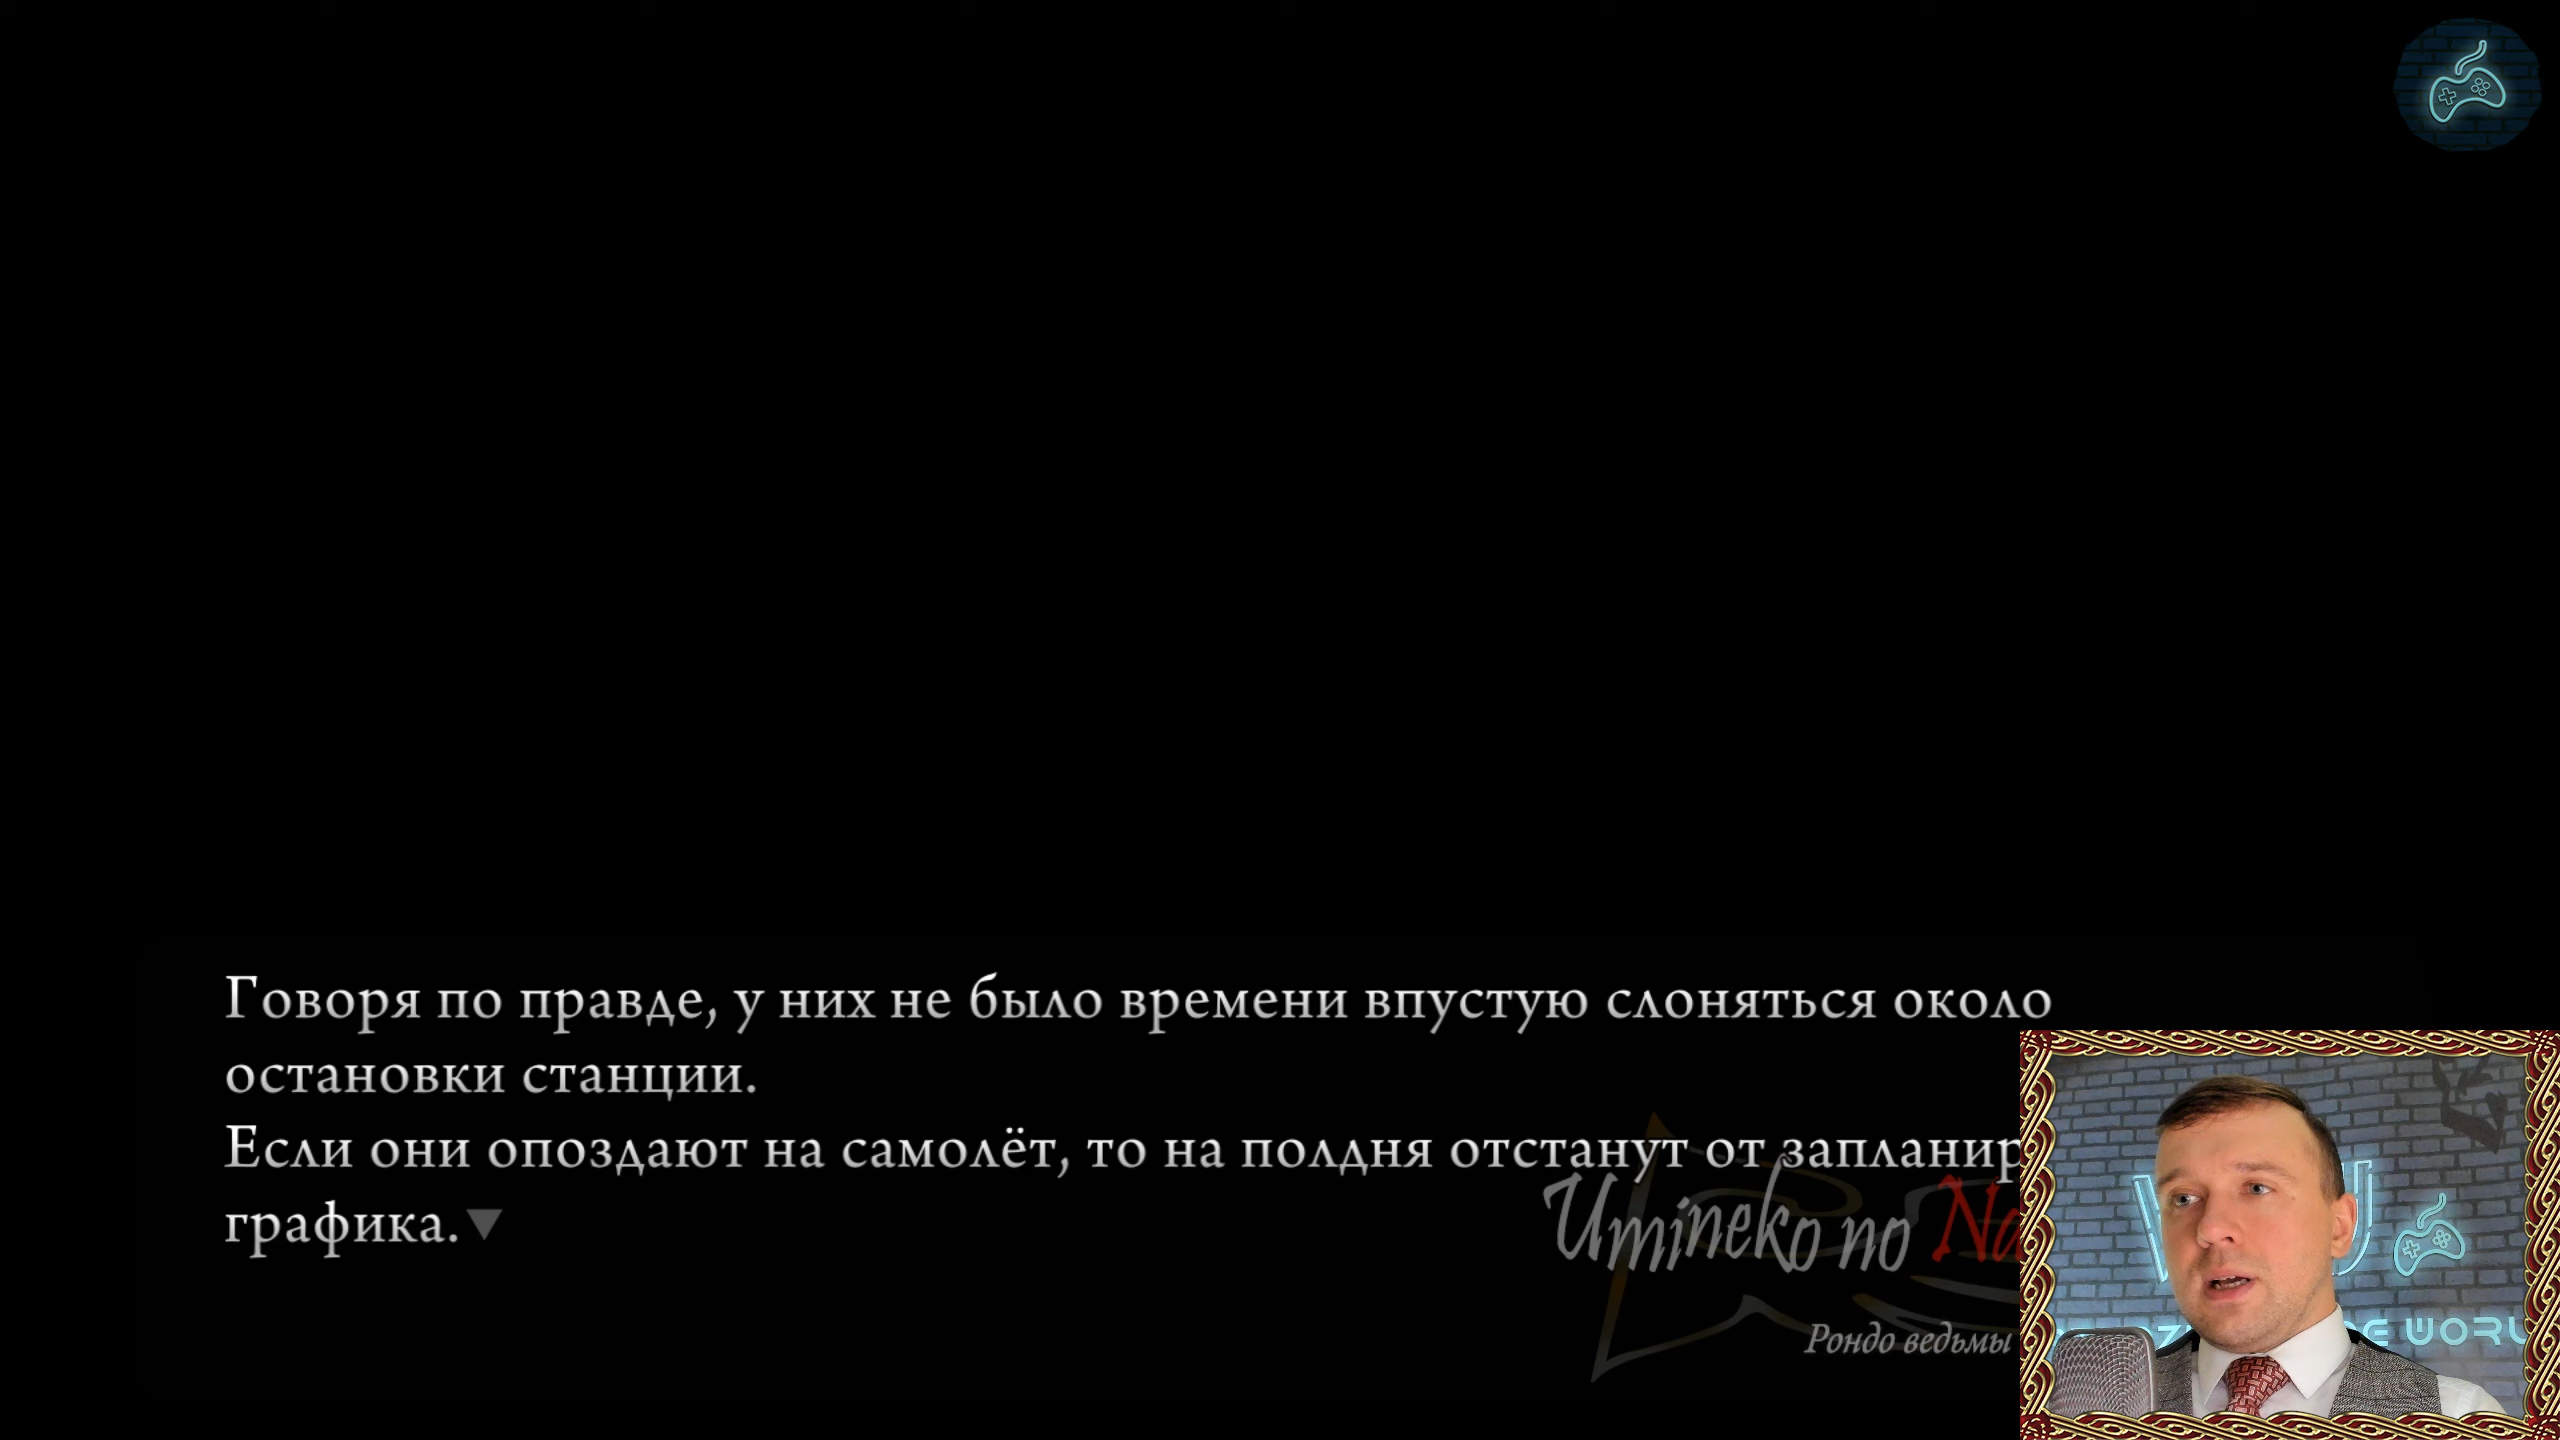 Говоря по правде, у них не было времени впустую слоняться около
остановки станции.
Если они опоздают на самолёт, то на полдня отстанут от
графика.
Umineko no
Рондо ведьмы